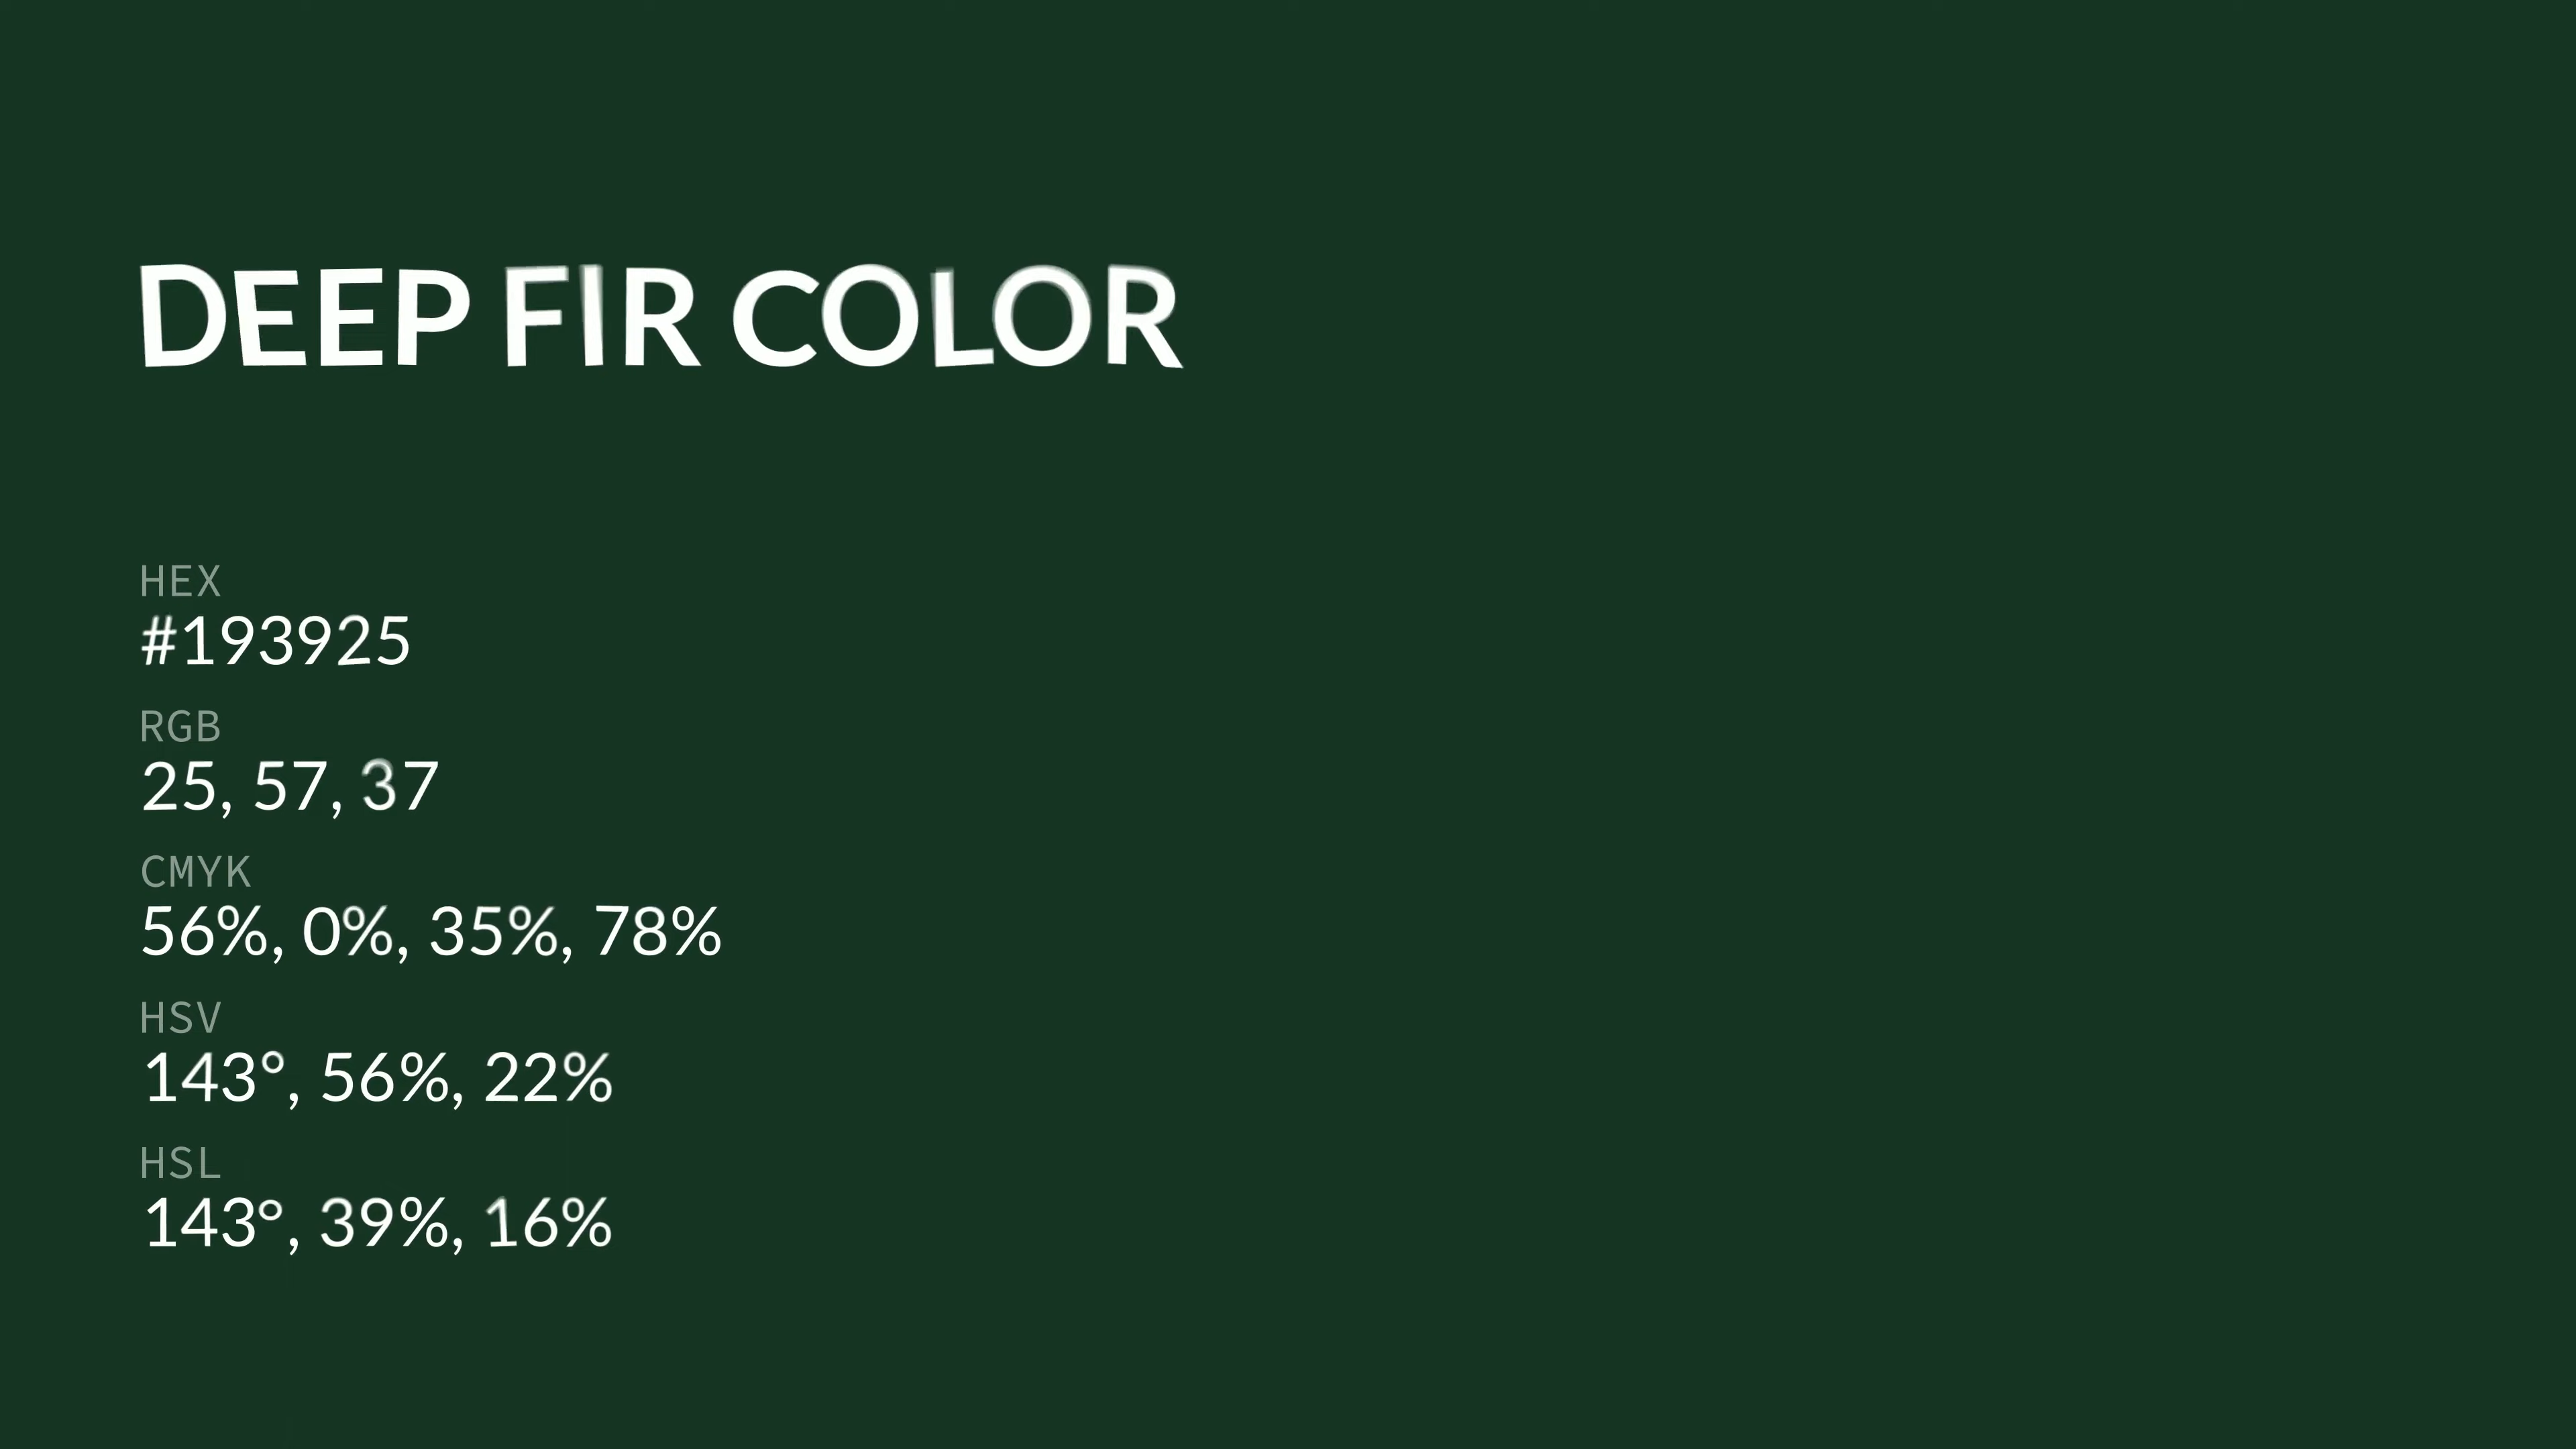 DEEP FIR COLOR
HEX
#193925
RGB
25, 57, 37
CMYK
56%, 0%, 35%, 78%
HSV
143°, 56%, 22%
HSL
143°, 39%, 16%